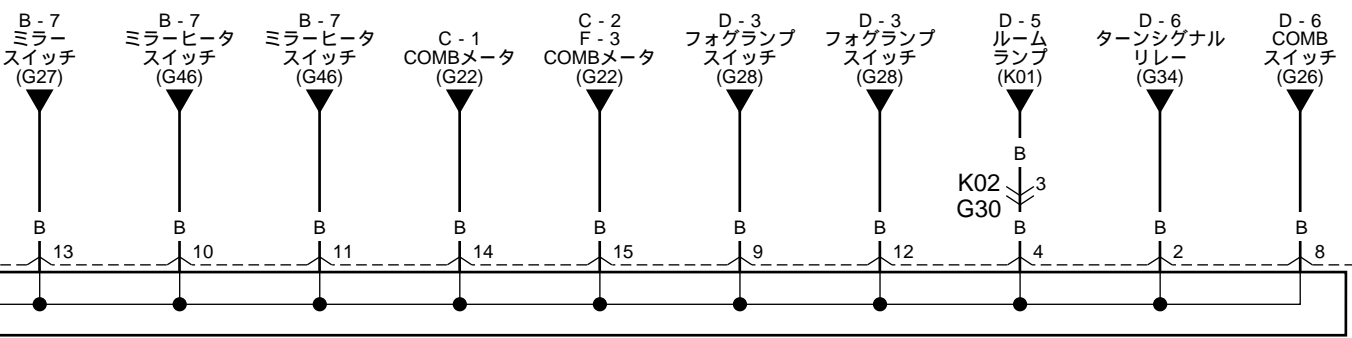 B - 7
ミラー
スイッチ
(G27)
B - 7
ミラーヒータ
スイッチ
(G46)
B - 7
ミラーヒータ
スイッチ
(G46)
C - 1
COMBメータ
(G22)
C - 2
F - 3
COMBメータ
(G22)
D - 3
フォグランプ
スイッチ
(G28)
D - 3
フォグランプ
スイッチ
(G28)
D - 5
ルーム
ランプ
(K01)
D - 6
ターンシグナル
リレー
(G34)
D - 6
COMB
スイッチ
(G26)
B
K02 3
G30
B B B B B B B B B B
13 10 11 14 15 9 12 4 2 8